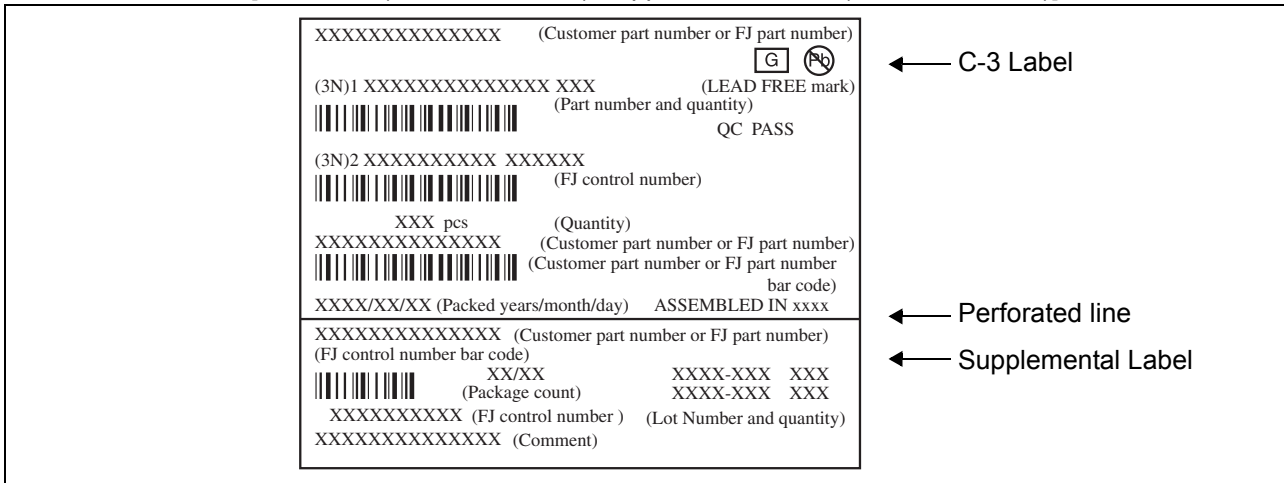 XXXXXXXXXXXXXX (Customer part number or FJ part number)
G Pb
C-3 Label
(3N)1 XXXXXXXXXXXXXX XXX (LEAD FREE mark)
(Part number and quantity)
QC PASS
(3N)2 XXXXXXXXXX XXXXXX
(FJ control number)
XXX pcs (Quantity)
XXXXXXXXXXXXXX (Customer part number or FJ part number)
(Customer part number or FJ part number
bar code)
XXXX/XX/XX (Packed years/month/day) ASSEMBLED IN xxxx
Perforated line
XXXXXXXXXXXXXX (Customer part number or FJ part number)
(FJ control number bar code)
Supplemental Label
XX/XX XXXX-XXX XXX
(Package count) XXXX-XXX XXX
XXXXXXXXXX (FJ control number ) (Lot Number and quantity)
XXXXXXXXXXXXXX (Comment)